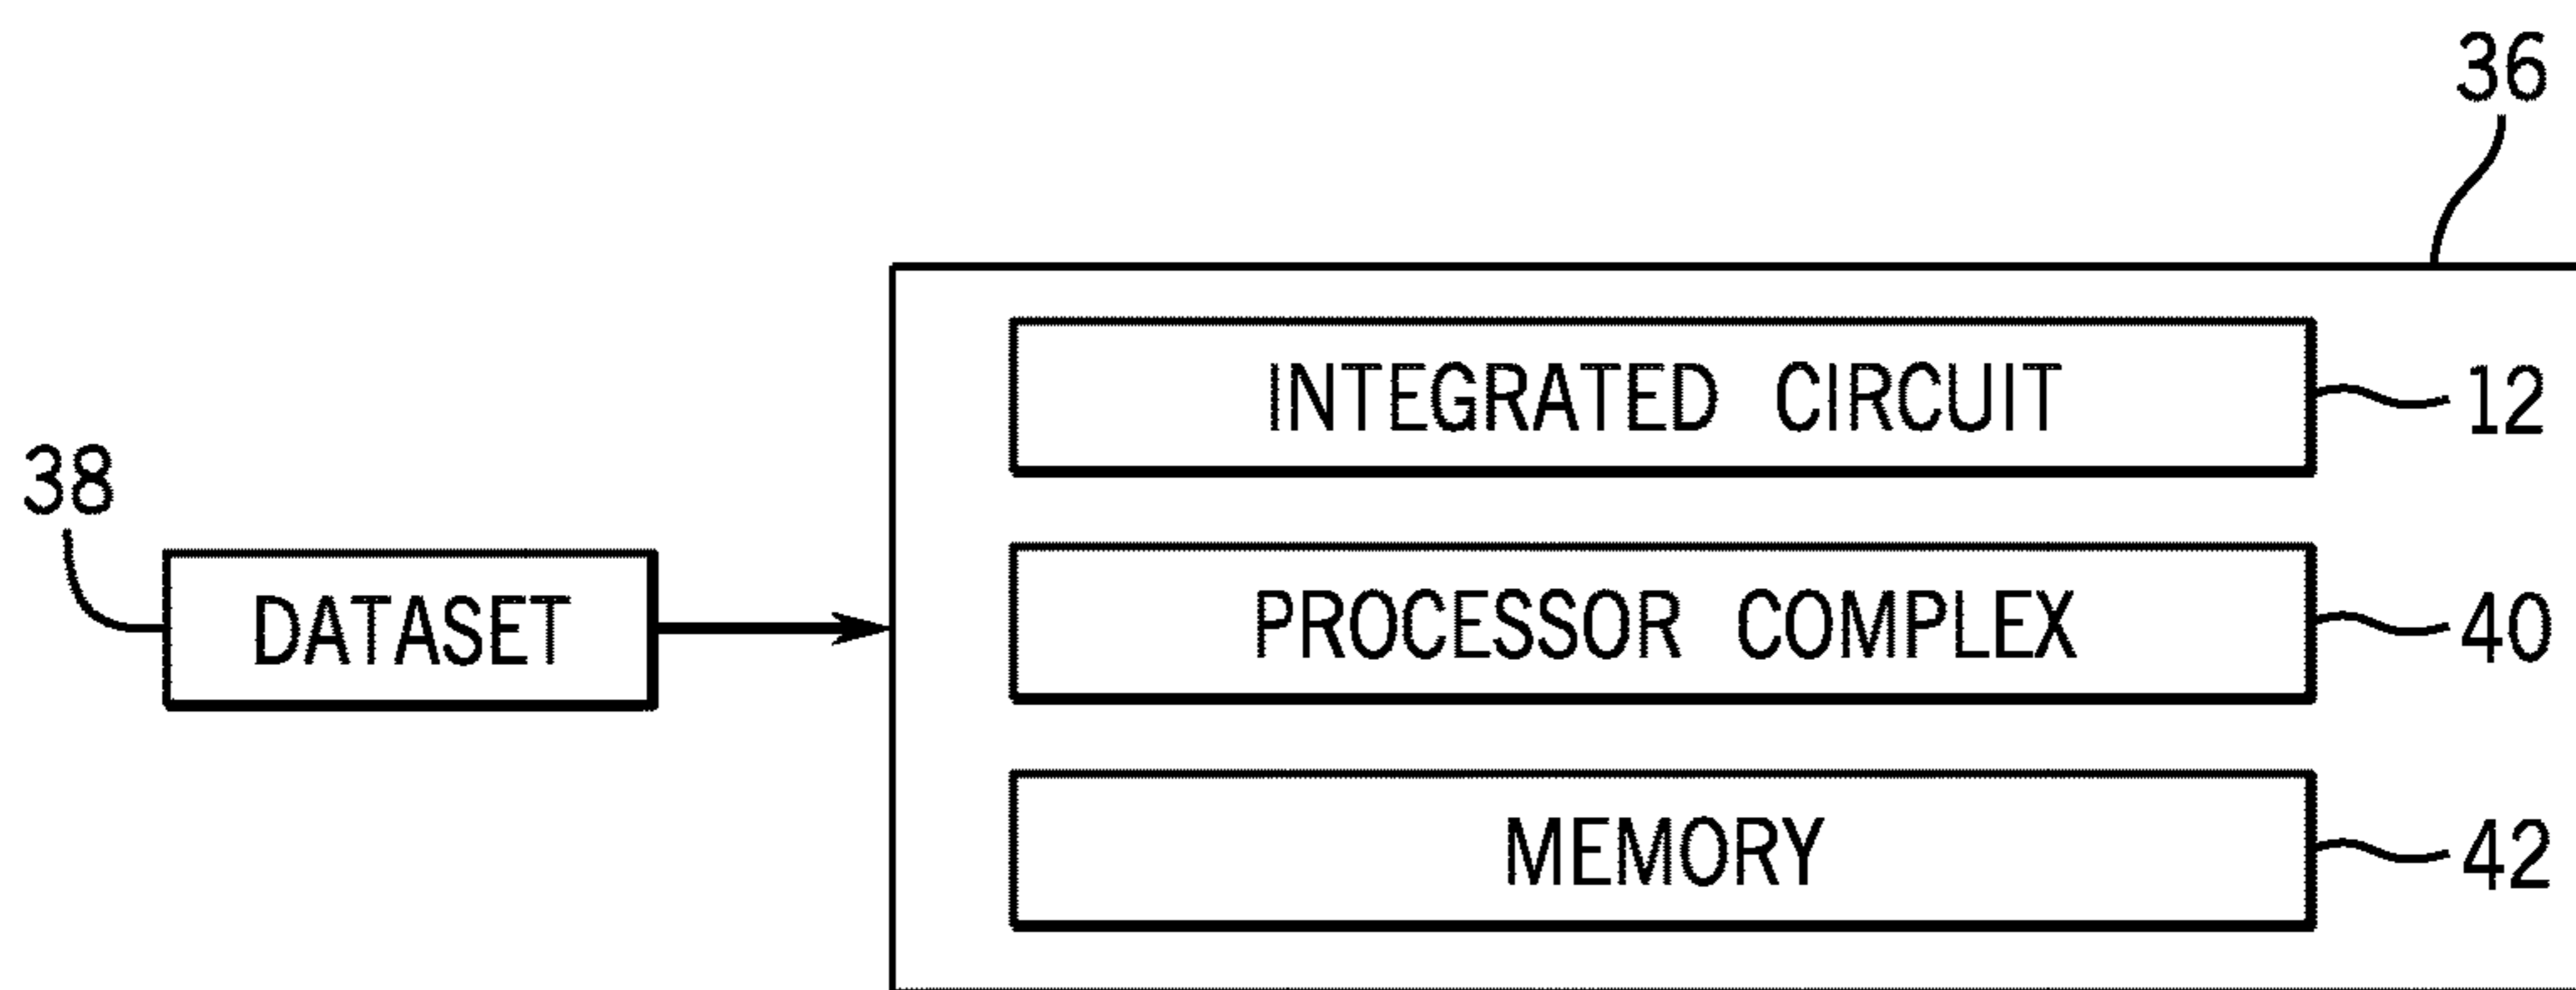 36
INTEGRATED CIRCUIT
12
38
DATASET
PROCESSOR COMPLEX
40
MEMORY
42